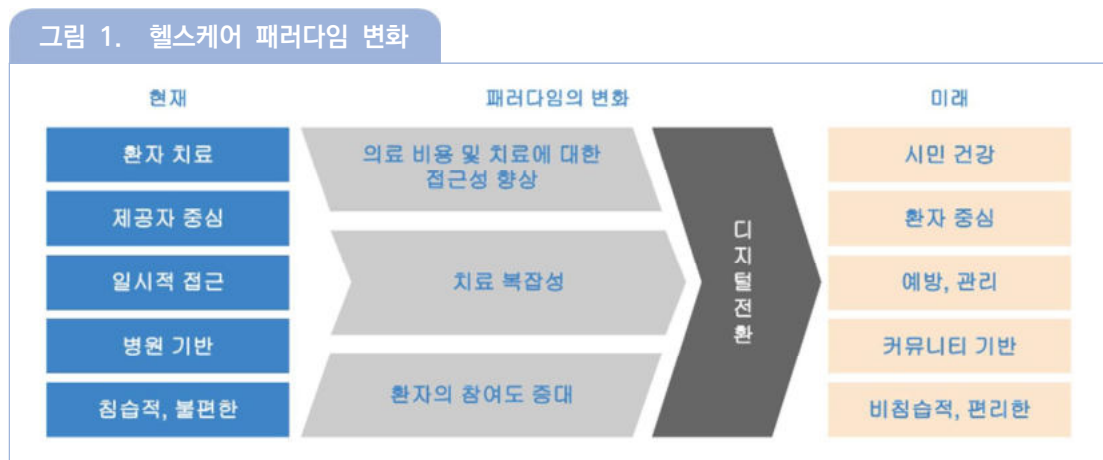 그림 1. 헬스케어 패러다임 변화
현재
패러다임의 변화
미래
환자 치료
제공자 중심
일시적 접근
병원 기반
침습적, 불편한
의료 비용 및 치료에 대한
접근성 향상
치료 복잡성
환자의 참여도 증대
디지털전환
시민 건강
환자 중심
예방, 관리
커뮤니티 기반
비침습적, 편리한